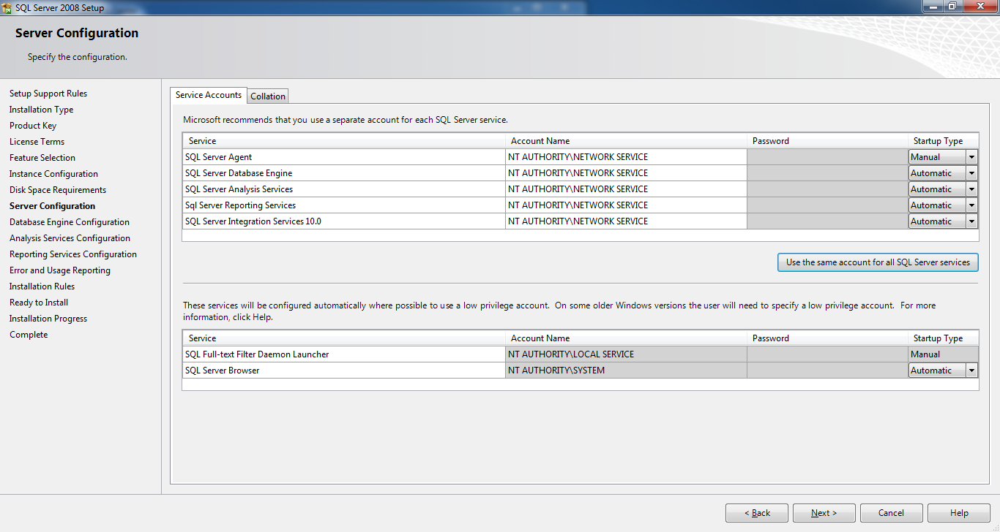 SQL Server 2008 Setup
Server Configuration
Specify the configuration.
Setup Support Rules
Installation Type
Product Key
License Terms
Feature Selection
Instance Configuration
Disk Space Requirements
Server Configuration
Database Engine Configuration
Analysis Services Configuration
Reporting Services Configuration
Error and Usage Reporting
Installation Rules
Ready to Install
Installation Progress
Complete
Service Accounts Collation
Microsoft recommends that you use a separate account for each SQL Server service.
Service Account Name Password Startup Type
SQL Server Agent NT AUTHORITY\NETWORK SERVICE Manual
SQL Server Database Engine NT AUTHORITY\NETWORK SERVICE Automatic
SQL Server Analysis Services NT AUTHORITY\NETWORK SERVICE Automatic
Sql Server Reporting Services NT AUTHORITY\NETWORK SERVICE Automatic
SQL Server Integration Services 10.0 NT AUTHORITY\NETWORK SERVICE Automatic
Use the same account for all SQL Server services
These services will be configured automatically where possible to use a low privilege account. On some older Windows versions the user will need to specify a low privilege account. For more
information, click Help.
Service Account Name Password Startup Type
SQL Full-text Filter Daemon Launcher NT AUTHORITY\LOCAL SERVICE Manual
SQL Server Browser NT AUTHORITY\SYSTEM Automatic
< Back Next > Cancel Help